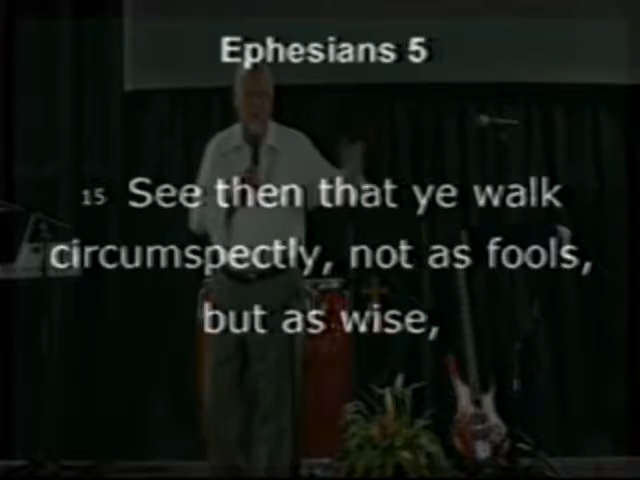 Ephesians 5
15 See then that ye walk
circumspectly, not as fools,
but as wise,